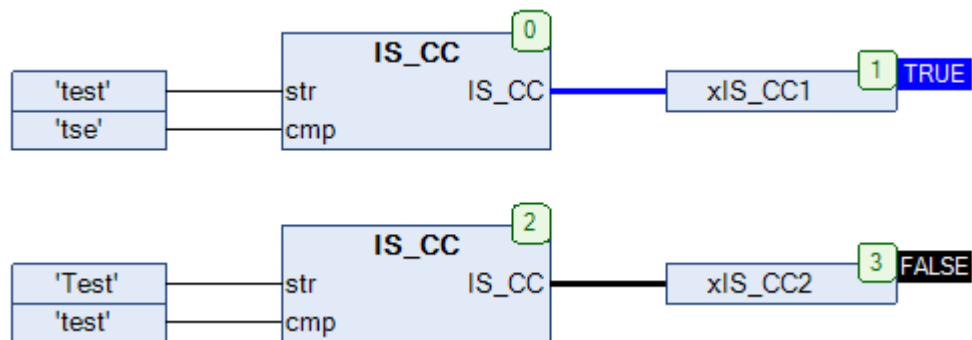 0
IS_CC
1
TRUE
'test'
str
IS_CC
xIS_CC1
'tse'
cmp
2
IS_CC
3
FALSE
'Test'
str
IS_CC
xIS_CC2
'test'
cmp